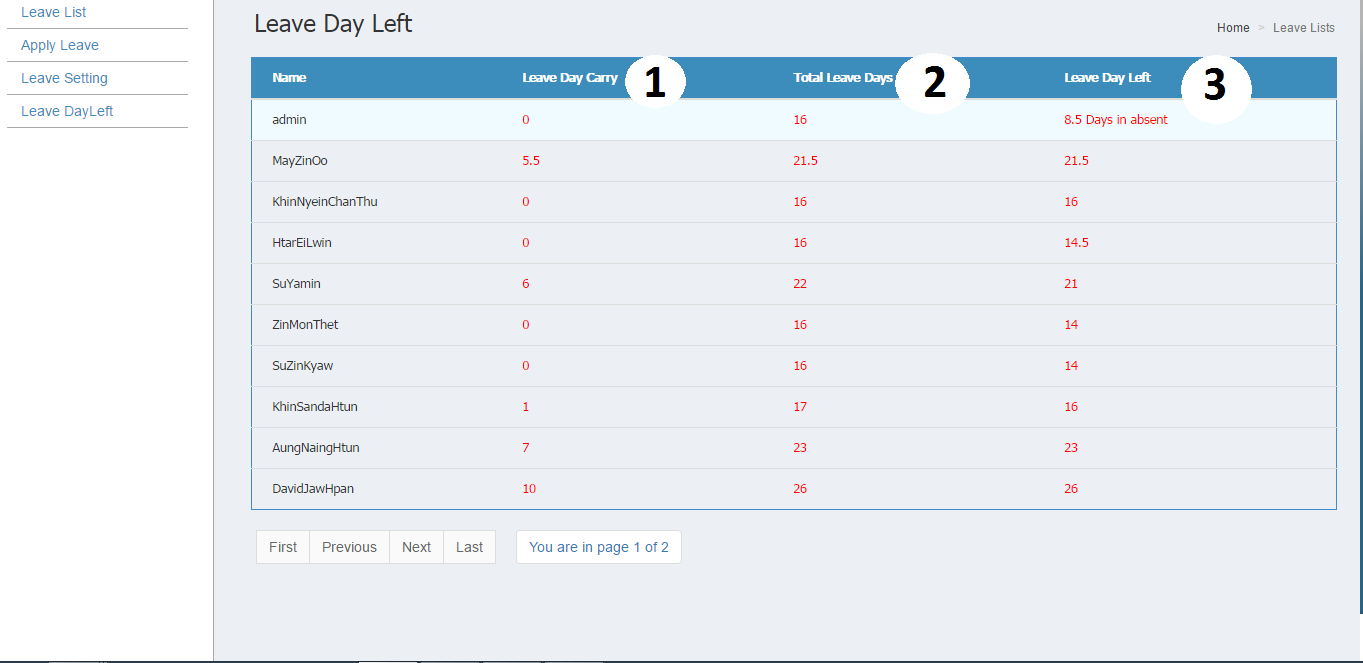 Leave List
Apply Leave
Leave Setting
Leave DayLeft
Leave Day Left
Home > Leave Lists
Name Leave Day Carry 1 Total Leave Days 2 Leave Day Left 3
admin 0 16 8.5 Days in absent
MayZinOo 5.5 21.5 21.5
KhinNyeinChanThu 0 16 16
HtarEiLwin 0 16 14.5
SuYamin 6 22 21
ZinMonThet 0 16 14
SuZinKyaw 0 16 14
KhinSandaHtun 1 17 16
AungNaingHtun 7 23 23
DavidJawHpan 10 26 26
First Previous Next Last You are in page 1 of 2